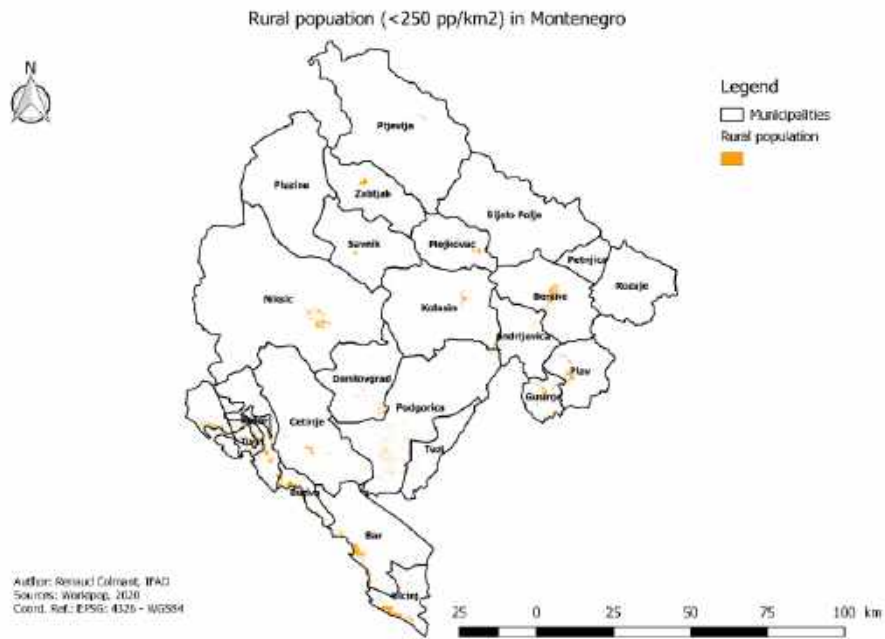 Rural popuation (<250 pp/km2) in Montenegro
N
Legend
Municipalities
Rural population
Pljevlja
Pluzine
Zabljak
Bijelo Polje
Savnik
Mojkovac
Petnjica
Rozaje
Niksic
Kolasin
Berane
Andrijevica
Danilovgrad
Plav
Gusinje
Podgorica
Cetinje
Tivat
Tuzi
Budva
Bar
Ulcinj
Author: Renaud Colmant, IFAD
Sources: Worldpop, 2020
Coord. Ref.: EPSG: 4326 - WGS84
25 0 25 50 75 100 km